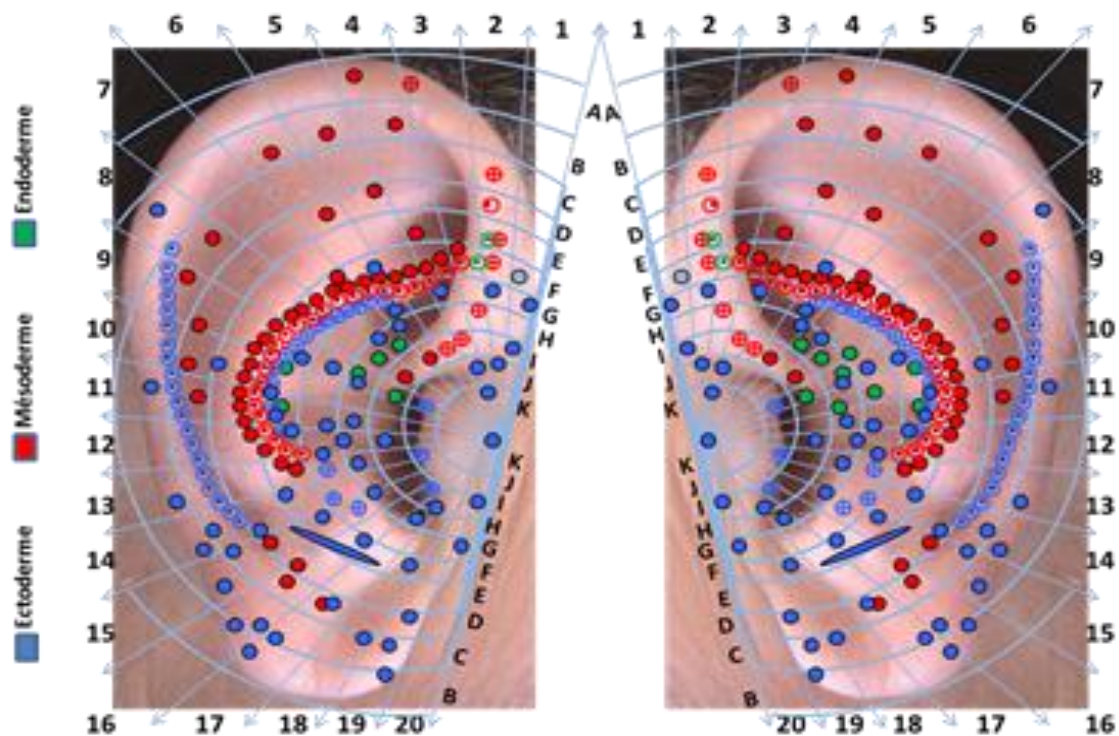 6 5 4 3 2 1 1 2 3 4 5 6
7 7
8 8
9 9
10 10
11 11
12 12
13 13
14 14
15 15
16 17 18 19 20 20 19 18 17 16
A A
B B
C C
D D
E E
F F
G G
H H
I I
J J
K K
K K
J J
I I
H H
G G
F F
E E
D D
C C
B B
Endoderme
Mésoderme
Ectoderme